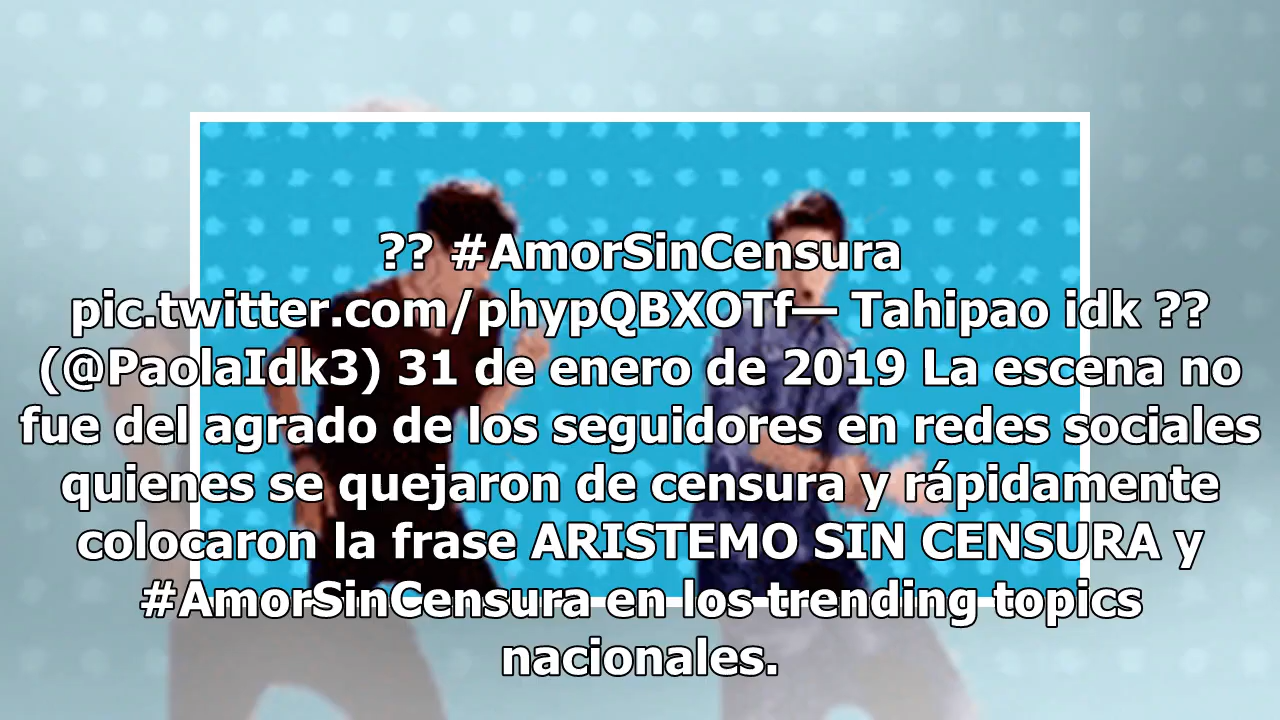 ?? #AmorSinCensura
pic.twitter.com/phypQBXOTf— Tahipao idk ??
(@PaolaIdk3) 31 de enero de 2019 La escena no
fue del agrado de los seguidores en redes sociales
quienes se quejaron de censura y rápidamente
colocaron la frase ARISTEMO SIN CENSURA y
#AmorSinCensura en los trending topics
nacionales.